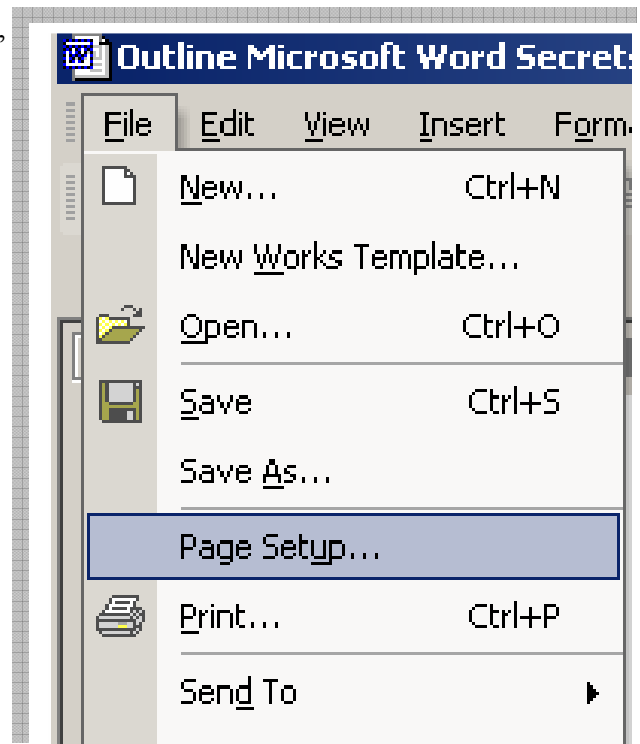 ,
Outline Microsoft Word Secrets
File Edit View Insert Form
New... Ctrl+N
New Works Template...
Open... Ctrl+O
Save Ctrl+S
Save As...
Page Setup...
Print... Ctrl+P
Send To